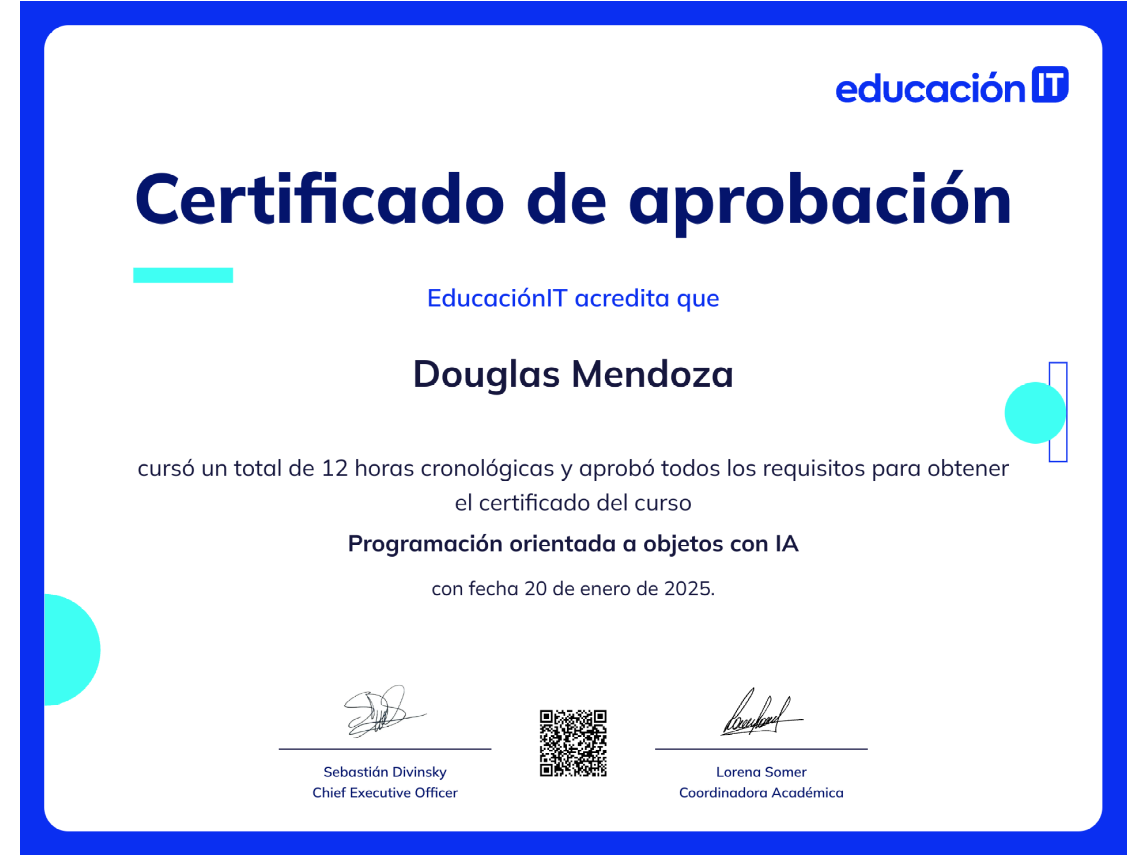 educación IT
Certificado de aprobación
EducaciónIT acredita que
Douglas Mendoza
cursó un total de 12 horas cronológicas y aprobó todos los requisitos para obtener
el certificado del curso
Programación orientada a objetos con IA
con fecha 20 de enero de 2025.
Sebastián Divinsky
Chief Executive Officer
Lorena Somer
Coordinadora Académica